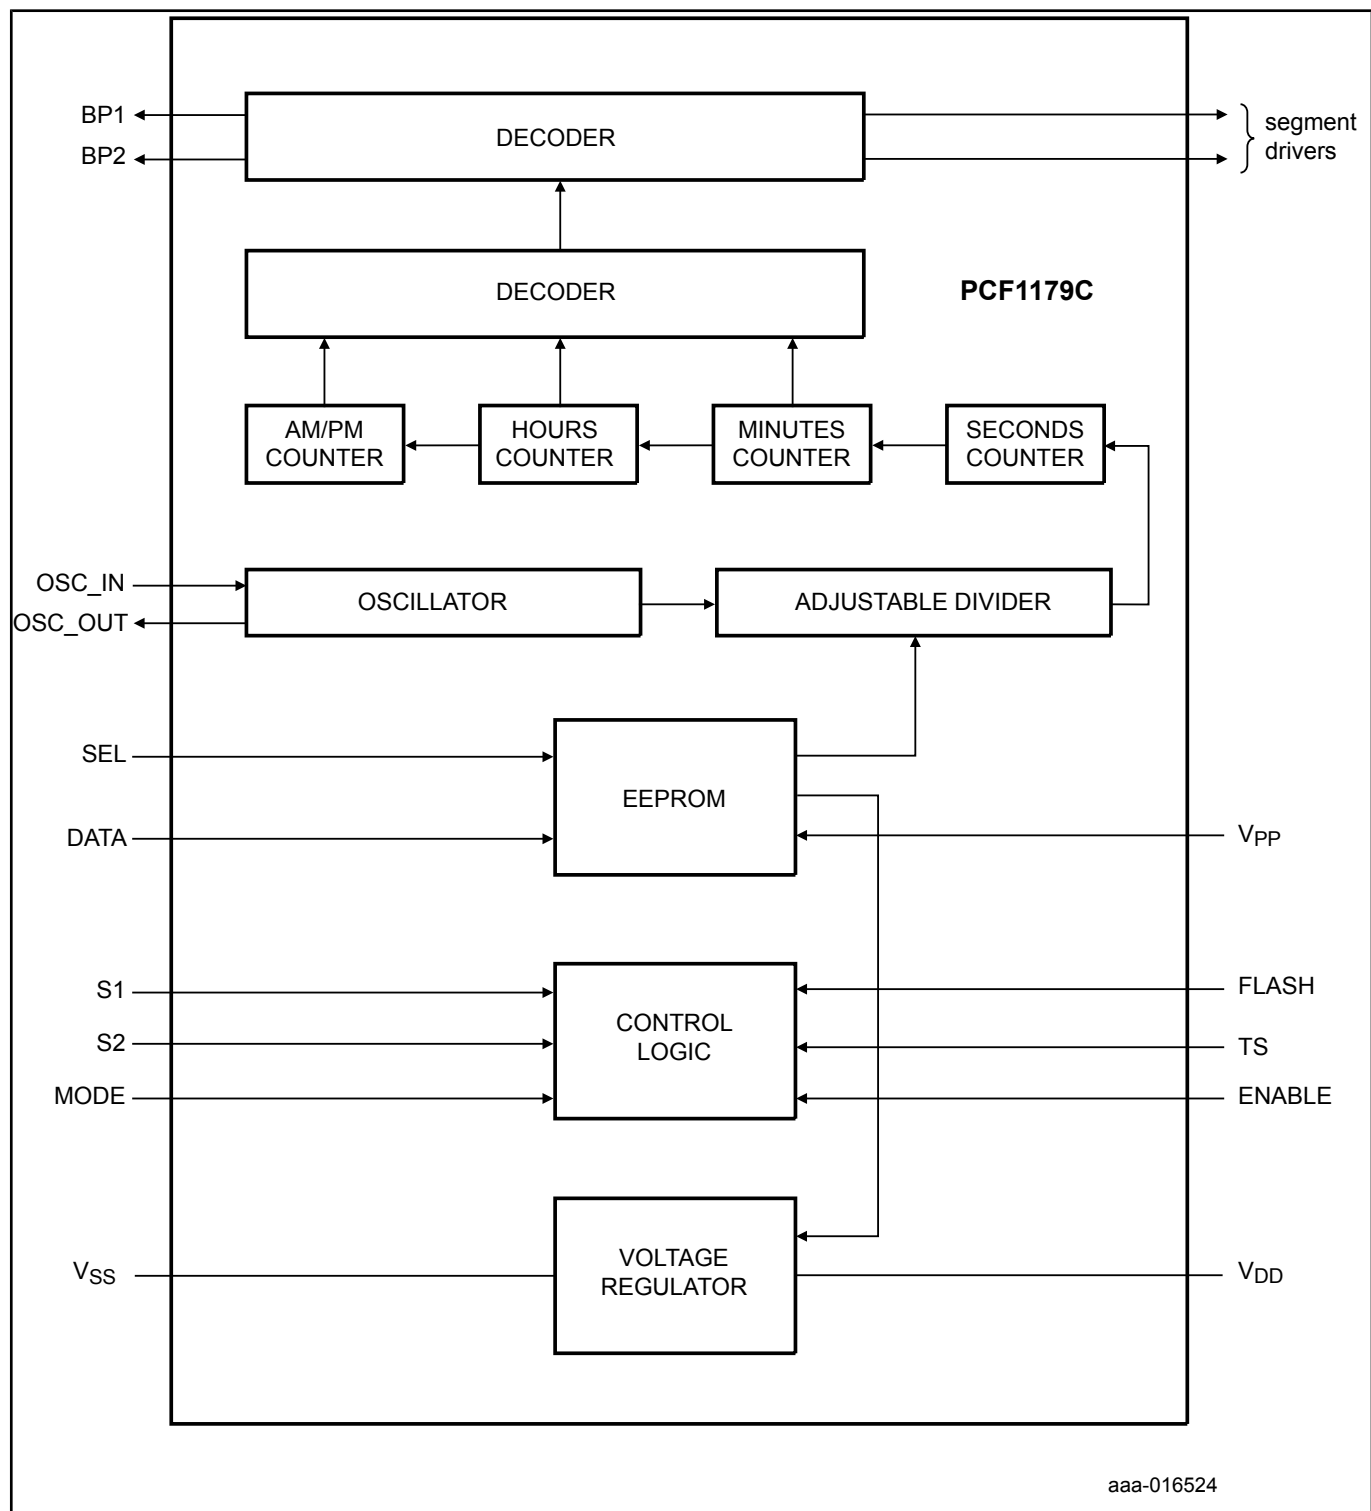 BP1
DECODER
segment
drivers
BP2
DECODER
PCF1179C
AM/PM
COUNTER
HOURS
COUNTER
MINUTES
COUNTER
SECONDS
COUNTER
OSC_IN
OSC_OUT
OSCILLATOR
ADJUSTABLE DIVIDER
SEL
DATA
EEPROM
VPP
S1
S2
MODE
CONTROL
LOGIC
FLASH
TS
ENABLE
VSS
VOLTAGE
REGULATOR
VDD
aaa-016524